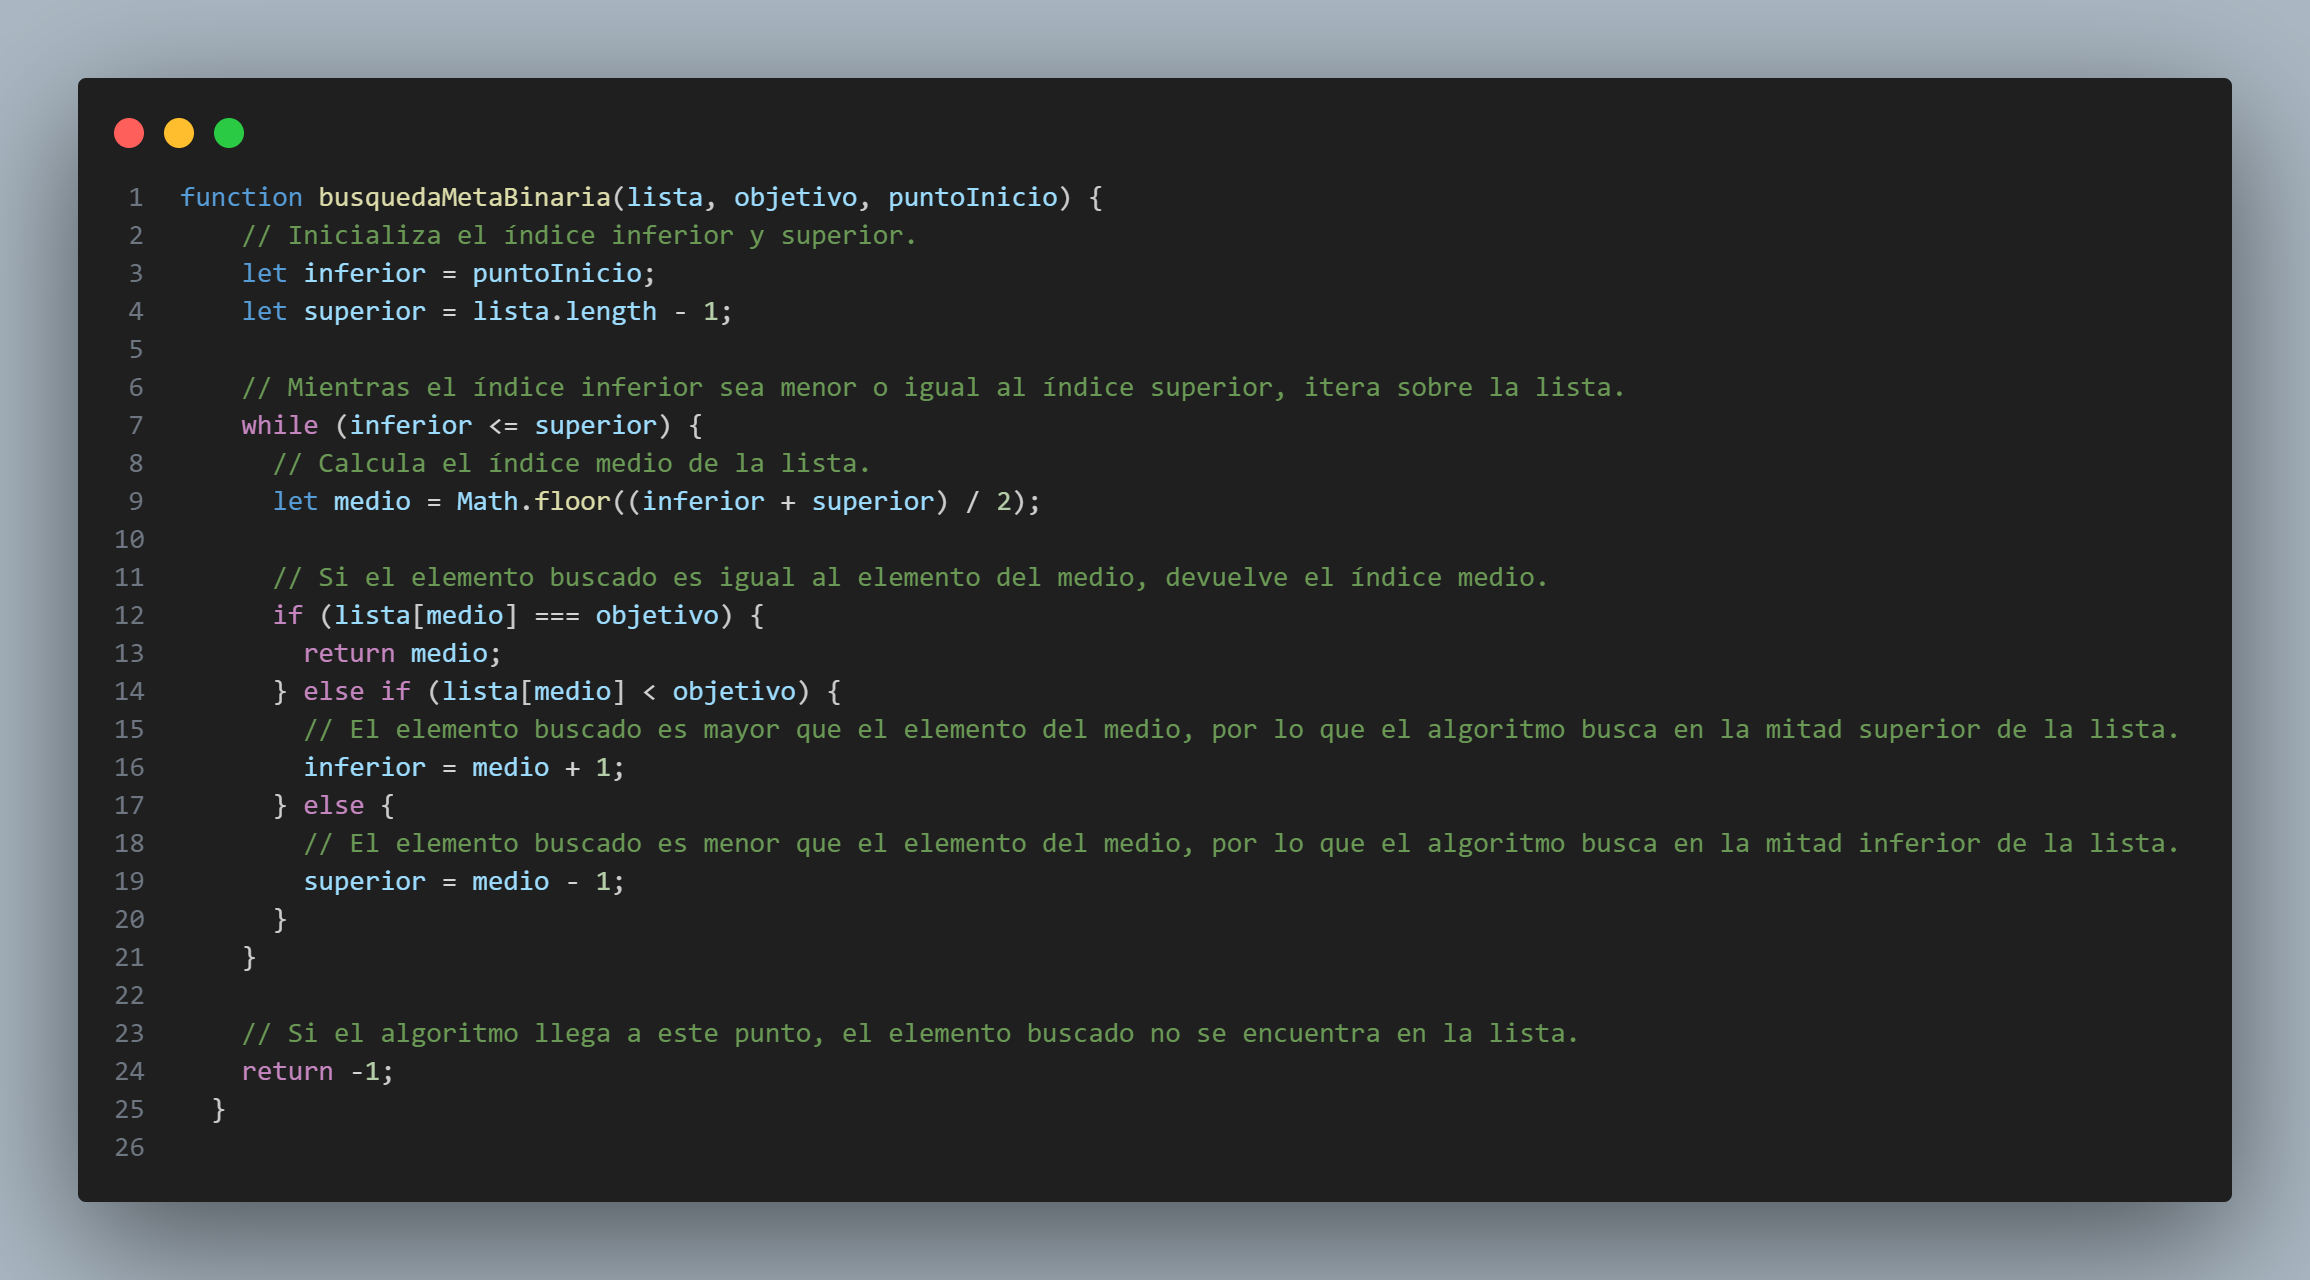 1 function busquedaMetaBinaria(lista, objetivo, puntoInicio) {
2 // Inicializa el índice inferior y superior.
3 let inferior = puntoInicio;
4 let superior = lista.length - 1;
5
6 // Mientras el índice inferior sea menor o igual al índice superior, itera sobre la lista.
7 while (inferior <= superior) {
8 // Calcula el índice medio de la lista.
9 let medio = Math.floor((inferior + superior) / 2);
10
11 // Si el elemento buscado es igual al elemento del medio, devuelve el índice medio.
12 if (lista[medio] === objetivo) {
13 return medio;
14 } else if (lista[medio] < objetivo) {
15 // El elemento buscado es mayor que el elemento del medio, por lo que el algoritmo busca en la mitad superior de la lista.
16 inferior = medio + 1;
17 } else {
18 // El elemento buscado es menor que el elemento del medio, por lo que el algoritmo busca en la mitad inferior de la lista.
19 superior = medio - 1;
20 }
21 }
22
23 // Si el algoritmo llega a este punto, el elemento buscado no se encuentra en la lista.
24 return -1;
25 }
26